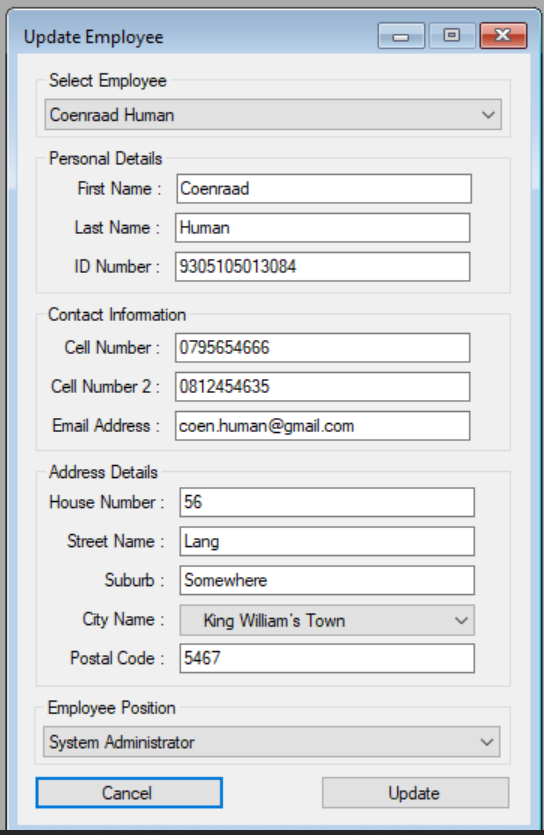 Update Employee
Select Employee
Coenraad Human
Personal Details
First Name : Coenraad
Last Name : Human
ID Number : 9305105013084
Contact Information
Cell Number : 0795654666
Cell Number 2 : 0812454635
Email Address : coen.human@gmail.com
Address Details
House Number : 56
Street Name : Lang
Suburb : Somewhere
City Name : King William's Town
Postal Code : 5467
Employee Position
System Administrator
Cancel Update